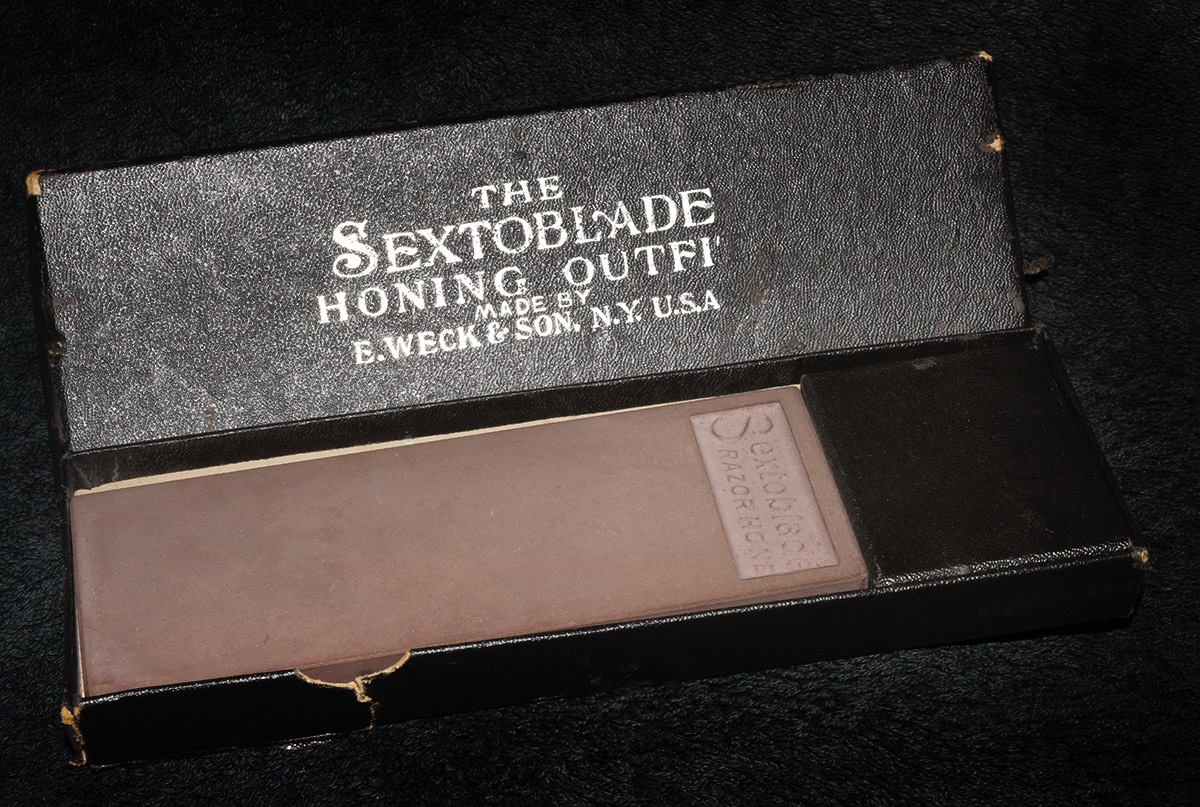 THE
SEXTOBLADE
HONING OUTFI'
MADE BY
E. WECK & SON. N.Y. U.S.A
Sextoblade
RAZOR HONE